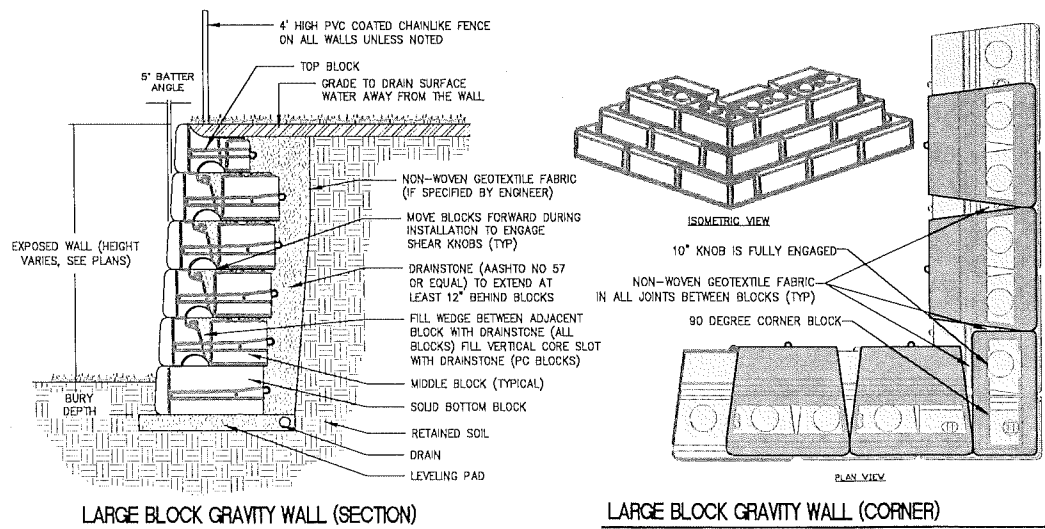 4' HIGH PVC COATED CHAINLIKE FENCE
ON ALL WALLS UNLESS NOTED
5° BATTER
ANGLE
TOP BLOCK
GRADE TO DRAIN SURFACE
WATER AWAY FROM THE WALL
NON-WOVEN GEOTEXTILE FABRIC
(IF SPECIFIED BY ENGINEER)
MOVE BLOCKS FORWARD DURING
INSTALLATION TO ENGAGE
SHEAR KNOBS (TYP)
EXPOSED WALL (HEIGHT
VARIES, SEE PLANS)
DRAINSTONE (AASHTO NO 57
OR EQUAL) TO EXTEND AT
LEAST 12" BEHIND BLOCKS
FILL WEDGE BETWEEN ADJACENT
BLOCK WITH DRAINSTONE (ALL
BLOCKS) FILL VERTICAL CORE SLOT
WITH DRAINSTONE (PC BLOCKS)
MIDDLE BLOCK (TYPICAL)
BURY
DEPTH
SOLID BOTTOM BLOCK
RETAINED SOIL
DRAIN
LEVELING PAD
LARGE BLOCK GRAVITY WALL (SECTION)
ISOMETRIC VIEW
10" KNOB IS FULLY ENGAGED
NON-WOVEN GEOTEXTILE FABRIC
IN ALL JOINTS BETWEEN BLOCKS (TYP)
90 DEGREE CORNER BLOCK
PLAN VIEW
LARGE BLOCK GRAVITY WALL (CORNER)